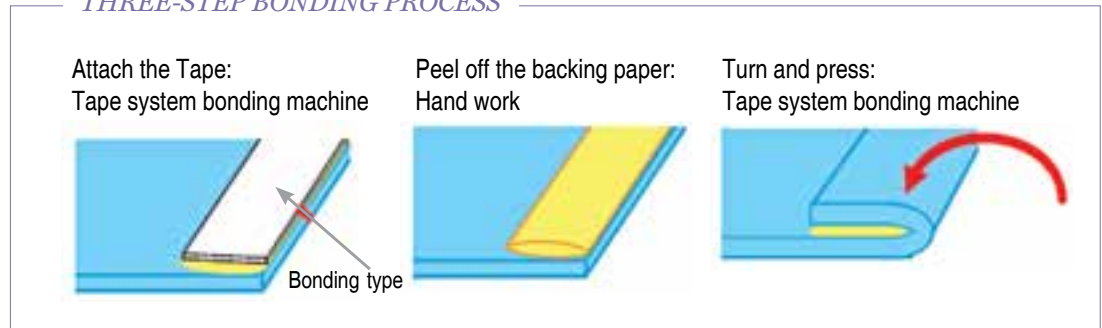 THREE-STEP BONDING PROCESS
Attach the Tape:
Tape system bonding machine
Peel off the backing paper:
Hand work
Turn and press:
Tape system bonding machine
Bonding type